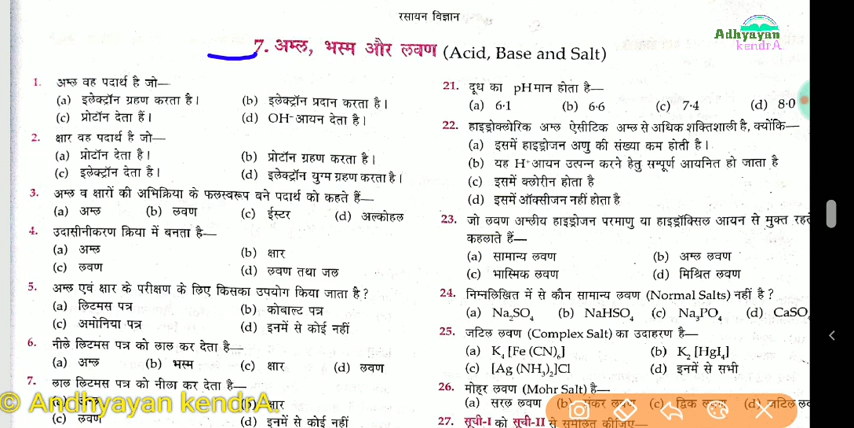 रसायन विज्ञान
Adhyayan
kendrA
7. अम्ल, भस्म और लवण (Acid, Base and Salt)
1. अम्ल वह पदार्थ है जो—
(a) इलेक्ट्रॉन ग्रहण करता है। (b) इलेक्ट्रॉन प्रदान करता है।
(c) प्रोटॉन देता हैं। (d) OH⁻ आयन देता है।
2. क्षार वह पदार्थ है जो—
(a) प्रोटॉन देता है। (b) प्रोटॉन ग्रहण करता है।
(c) इलेक्ट्रॉन देता है। (d) इलेक्ट्रॉन युग्म ग्रहण करता है।
3. अम्ल व क्षारों की अभिक्रिया के फलस्वरूप बने पदार्थ को कहते हैं—
(a) अम्ल (b) लवण (c) ईस्टर (d) अल्कोहल
4. उदासीनीकरण क्रिया में बनता है—
(a) अम्ल (b) क्षार
(c) लवण (d) लवण तथा जल
5. अम्ल एवं क्षार के परीक्षण के लिए किसका उपयोग किया जाता है?
(a) लिटमस पत्र (b) कोबाल्ट पत्र
(c) अमोनिया पत्र (d) इनमें से कोई नहीं
6. नीले लिटमस पत्र को लाल कर देता है—
(a) अम्ल (b) भस्म (c) क्षार (d) लवण
7. लाल लिटमस पत्र को नीला कर देता है—
(a) अम्ल (b) क्षार
(c) लवण (d) इनमें से कोई नहीं
© Adhyayan kendrA.
21. दूध का pH मान होता है—
(a) 6·1 (b) 6·6 (c) 7·4 (d) 8·0
22. हाइड्रोक्लोरिक अम्ल ऐसीटिक अम्ल से अधिक शक्तिशाली है, क्योंकि—
(a) इसमें हाइड्रोजन अणु की संख्या कम होती है।
(b) यह H⁺ आयन उत्पन्न करने हेतु सम्पूर्ण आयनित हो जाता है
(c) इसमें क्लोरीन होता है
(d) इसमें ऑक्सीजन नहीं होता है
23. जो लवण अम्लीय हाइड्रोजन परमाणु या हाइड्रॉक्सिल आयन से मुक्त रहते
कहलाते हैं—
(a) सामान्य लवण (b) अम्ल लवण
(c) भास्मिक लवण (d) मिश्रित लवण
24. निम्नलिखित में से कौन सामान्य लवण (Normal Salts) नहीं है?
(a) Na₂SO₄ (b) NaHSO₄ (c) Na₃PO₄ (d) CaSO
25. जटिल लवण (Complex Salt) का उदाहरण है—
(a) K₄ [Fe (CN)₆] (b) K₂ [HgI₄]
(c) [Ag (NH₃)₂]Cl (d) इनमें से सभी
26. मोहर लवण (Mohr Salt) है—
(a) सरल लवण (b) संकर लवण (c) द्विक लवण (d) जटिल लव
27. सूची-I को सूची-II से सुमेलित कीजिए—